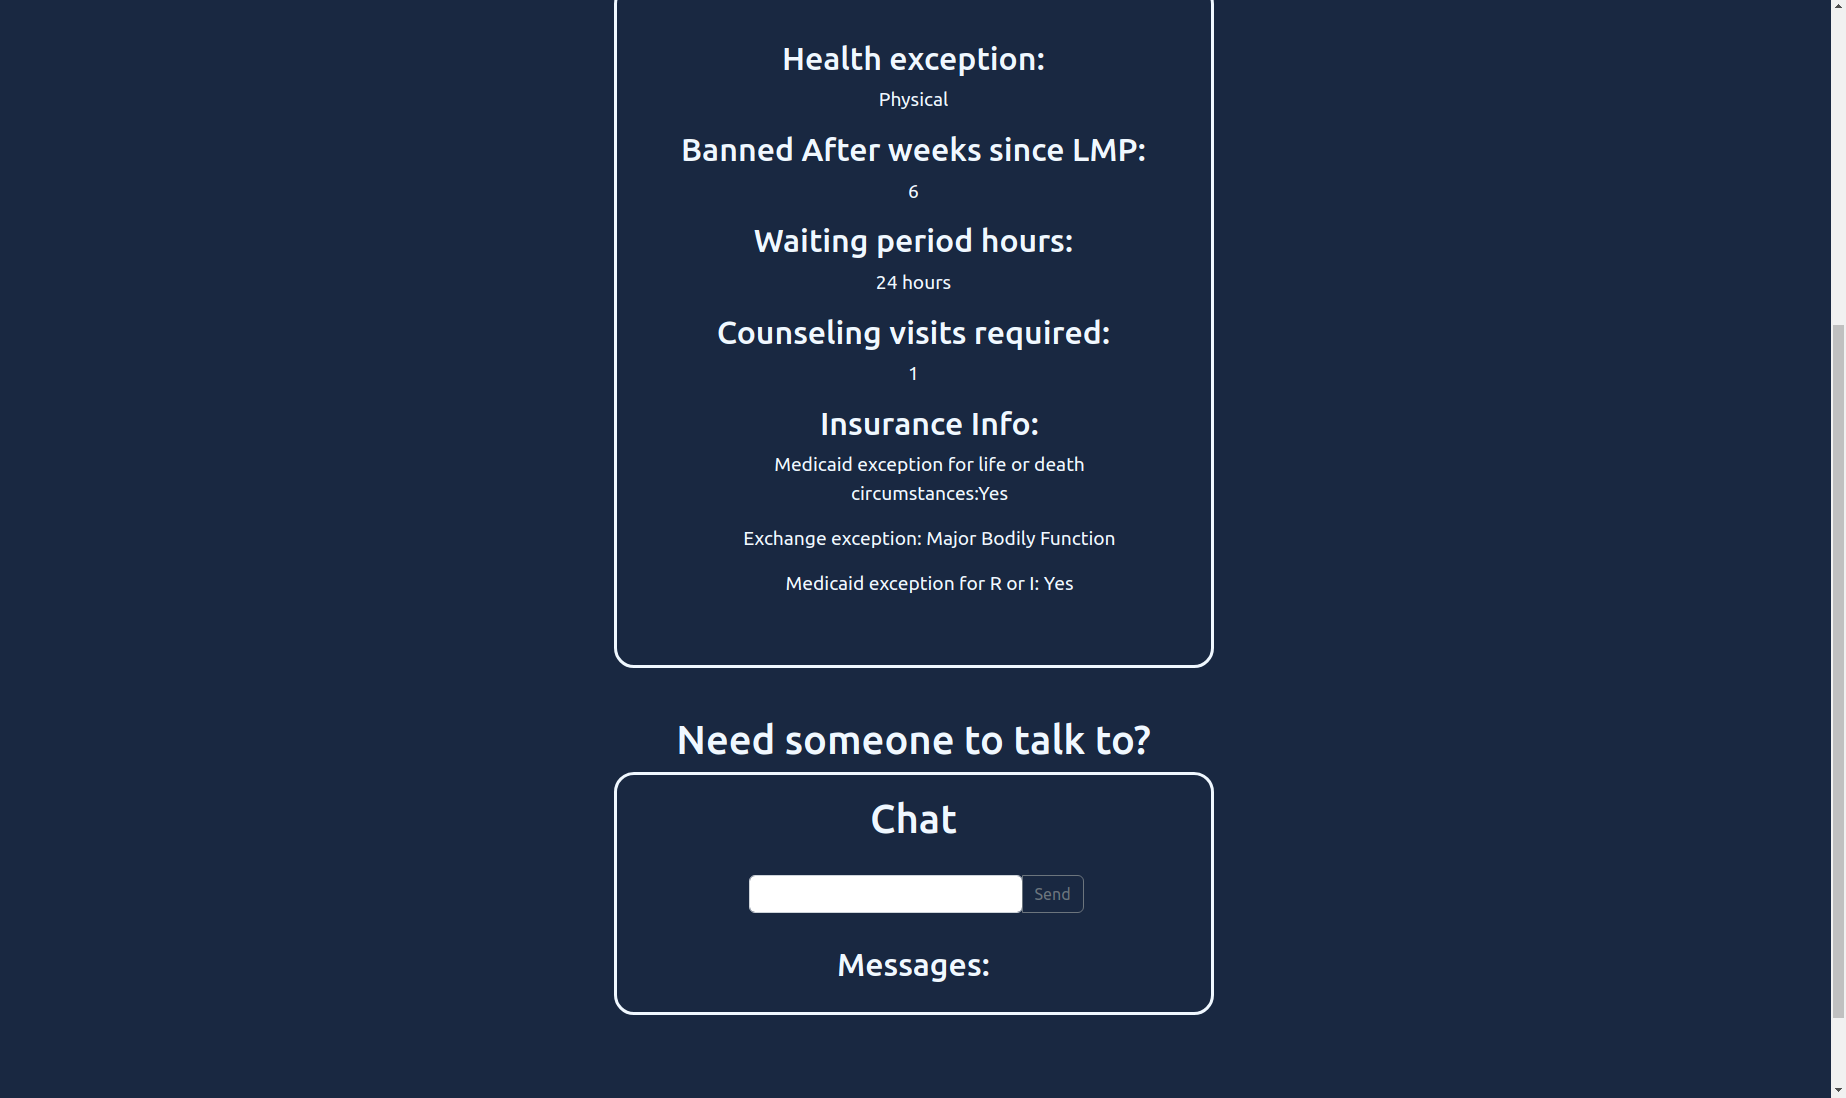 Health exception:
Physical
Banned After weeks since LMP:
6
Waiting period hours:
24 hours
Counseling visits required:
1
Insurance Info:
Medicaid exception for life or death
circumstances:Yes
Exchange exception: Major Bodily Function
Medicaid exception for R or I: Yes
Need someone to talk to?
Chat
Send
Messages: